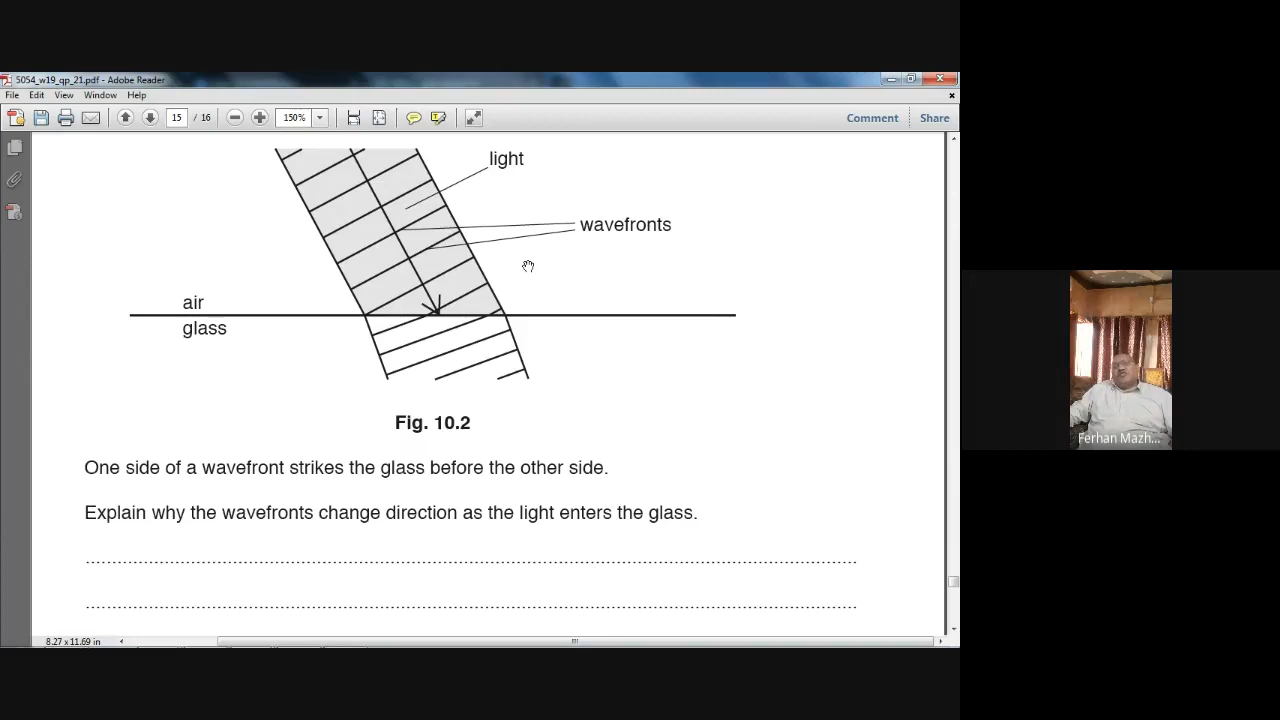 5054_w19_qp_21.pdf - Adobe Reader
File Edit View Window Help
15 / 16 150% Comment Share
light
wavefronts
air
glass
Fig. 10.2
One side of a wavefront strikes the glass before the other side.
Explain why the wavefronts change direction as the light enters the glass.
8.27 x 11.69 in
Ferhan Mazh...